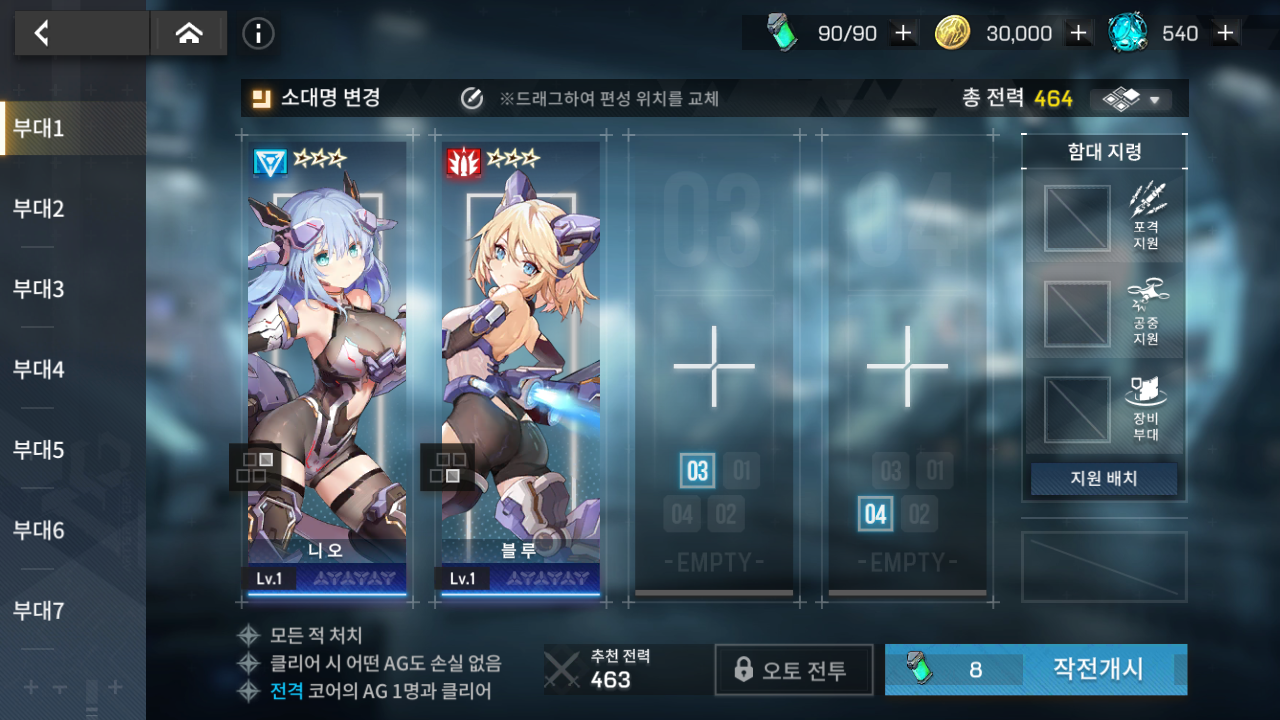 90/90
30,000
540
소대명 변경
※드래그하여 편성 위치를 교체
총 전력 464
부대1
부대2
부대3
부대4
부대5
부대6
부대7
니오
Lv.1
블루
Lv.1
03
03 01
04 02
-EMPTY-
04
03 01
04 02
-EMPTY-
함대 지령
포격
지원
공중
지원
장비
부대
지원 배치
모든 적 처치
클리어 시 어떤 AG도 손실 없음
전격 코어의 AG 1명과 클리어
추천 전력
463
오토 전투
8
작전개시